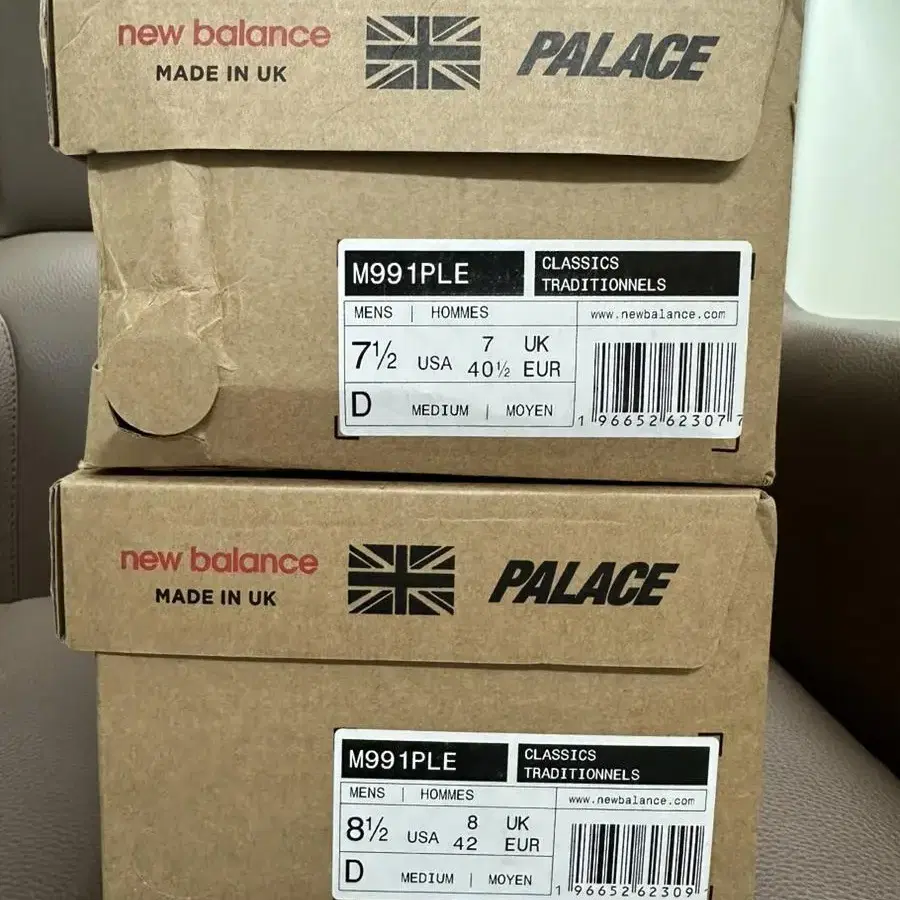 new balance
MADE IN UK
PALACE
M991PLE
CLASSICS
TRADITIONNELS
MENS | HOMMES
www.newbalance.com
7½ USA 7 UK
40½ EUR
D MEDIUM | MOYEN
1 96652 62307 7
new balance
MADE IN UK
PALACE
M991PLE
CLASSICS
TRADITIONNELS
MENS | HOMMES
www.newbalance.com
8½ USA 8 UK
42 EUR
D MEDIUM | MOYEN
1 96652 62309 1